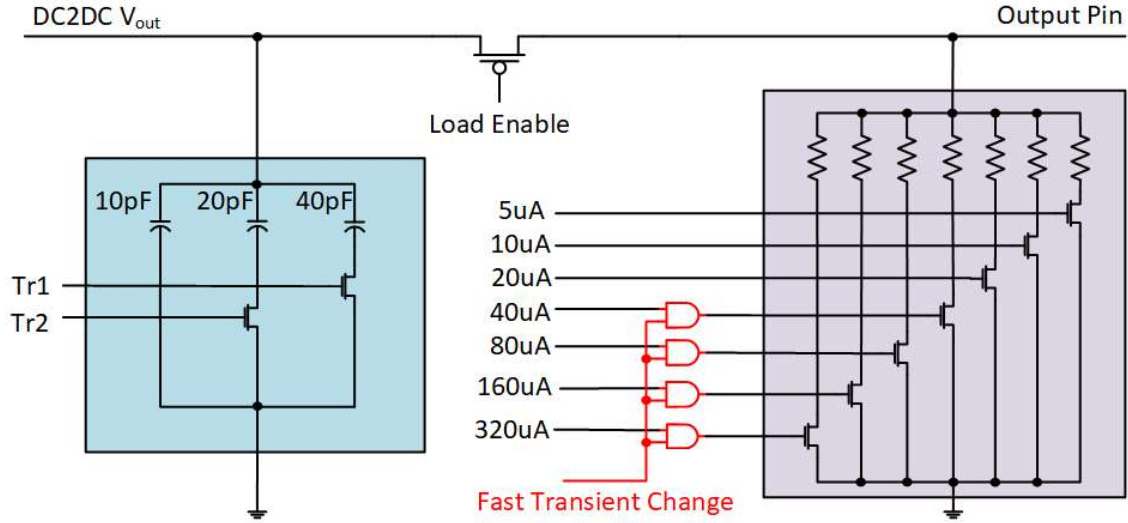 DC2DC Vout
Output Pin
Load Enable
10pF 20pF 40pF
Tr1
Tr2
5uA
10uA
20uA
40uA
80uA
160uA
320uA
Fast Transient Change